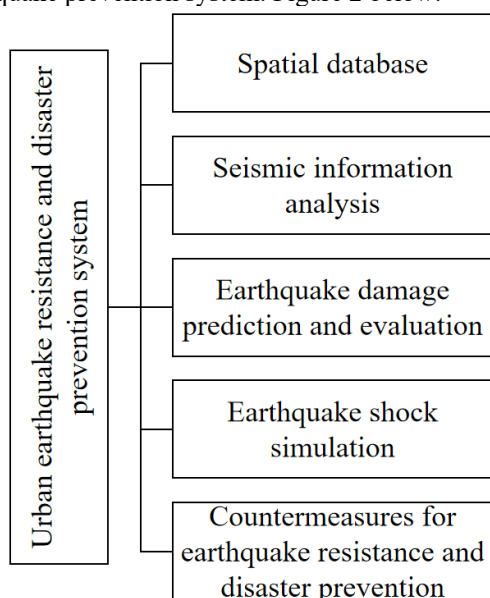 quake prevention system. Figure 2 below.
Urban earthquake resistance and disaster
prevention system
Spatial database
Seismic information
analysis
Earthquake damage
prediction and evaluation
Earthquake shock
simulation
Countermeasures for
earthquake resistance and
disaster prevention